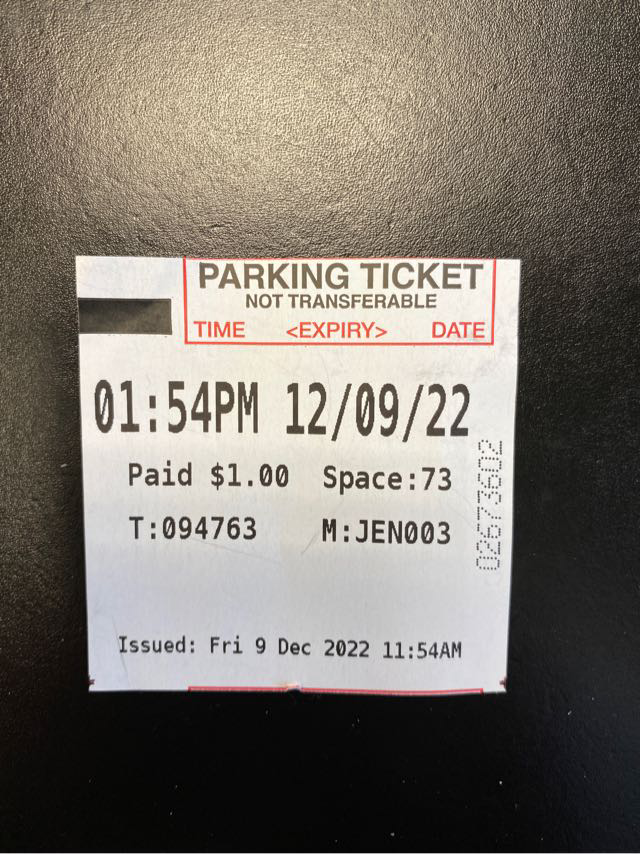 PARKING TICKET
NOT TRANSFERABLE
TIME <EXPIRY> DATE
01:54PM 12/09/22
Paid $1.00 Space:73
T:094763 M:JEN003
02673602
Issued: Fri 9 Dec 2022 11:54AM